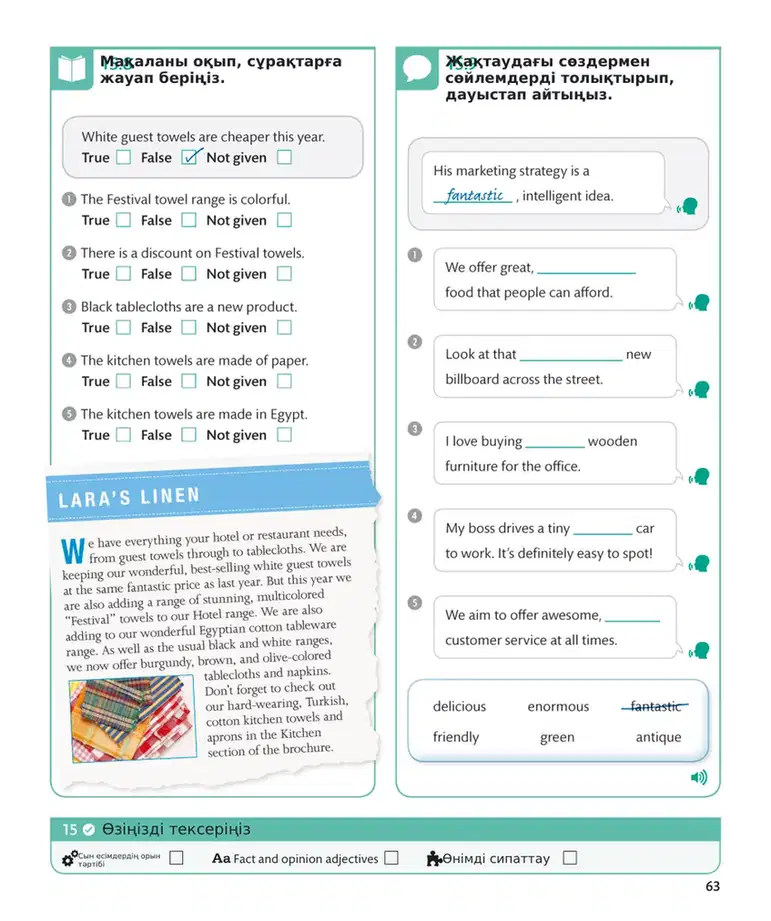 15.8 Мақаланы оқып, сұрақтарға
жауап беріңіз.
White guest towels are cheaper this year.
True False Not given
1 The Festival towel range is colorful.
True False Not given
2 There is a discount on Festival towels.
True False Not given
3 Black tablecloths are a new product.
True False Not given
4 The kitchen towels are made of paper.
True False Not given
5 The kitchen towels are made in Egypt.
True False Not given
LARA'S LINEN
We have everything your hotel or restaurant needs,
from guest towels through to tablecloths. We are
keeping our wonderful, best-selling white guest towels
at the same fantastic price as last year. But this year we
are also adding a range of stunning, multicolored
“Festival” towels to our Hotel range. We are also
adding to our wonderful Egyptian cotton tableware
range. As well as the usual black and white ranges,
we now offer burgundy, brown, and olive-colored
tablecloths and napkins.
Don't forget to check out
our hard-wearing, Turkish,
cotton kitchen towels and
aprons in the Kitchen
section of the brochure.
15.9 Жақтаудағы сөздермен
сөйлемдерді толықтырып,
дауыстап айтыңыз.
His marketing strategy is a
fantastic , intelligent idea.
1 We offer great,
food that people can afford.
2 Look at that new
billboard across the street.
3 I love buying wooden
furniture for the office.
4 My boss drives a tiny car
to work. It's definitely easy to spot!
5 We aim to offer awesome,
customer service at all times.
delicious enormous fantastic
friendly green antique
15 Өзіңізді тексеріңіз
Сын есімдердің орын
тәртібі
Aa Fact and opinion adjectives
Өнімді сипаттау
63